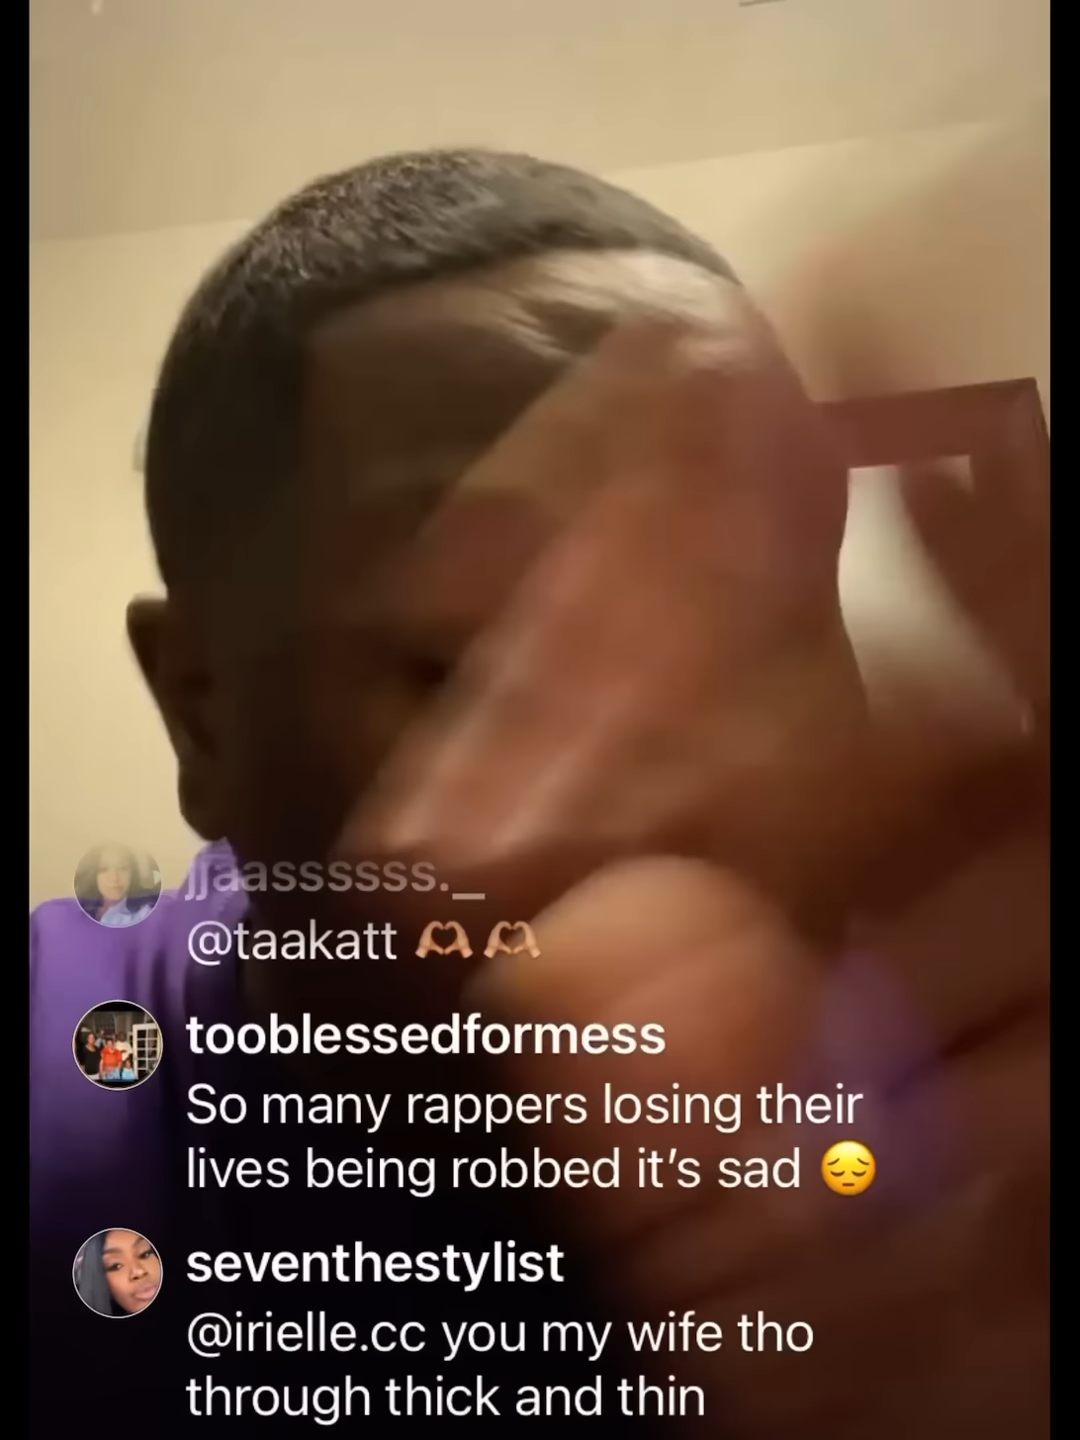 jjaassssss._
@taakatt 🫶🏽🫶🏽
tooblessedformess
So many rappers losing their
lives being robbed it’s sad 😔
seventhestylist
@irielle.cc you my wife tho
through thick and thin